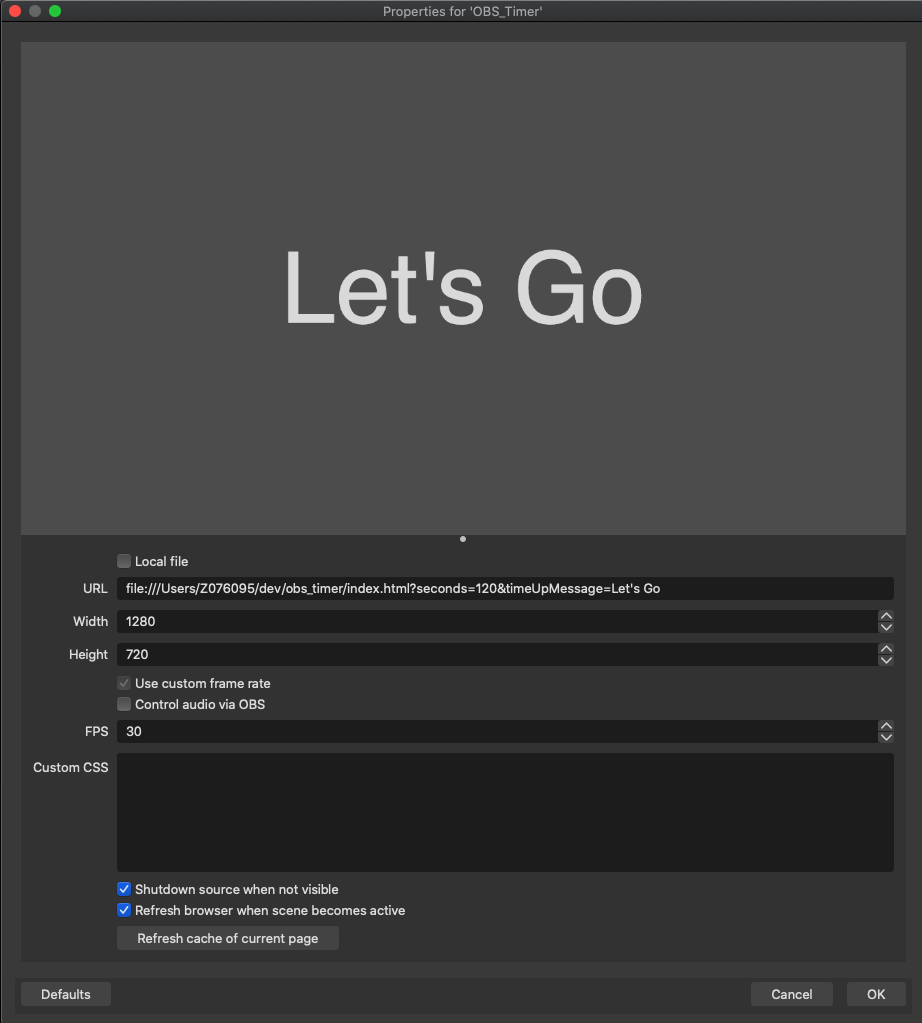 Properties for 'OBS_Timer'
Let's Go
Local file
URL file:///Users/Z076095/dev/obs_timer/index.html?seconds=120&timeUpMessage=Let's Go
Width 1280
Height 720
Use custom frame rate
Control audio via OBS
FPS 30
Custom CSS
Shutdown source when not visible
Refresh browser when scene becomes active
Refresh cache of current page
Defaults Cancel OK